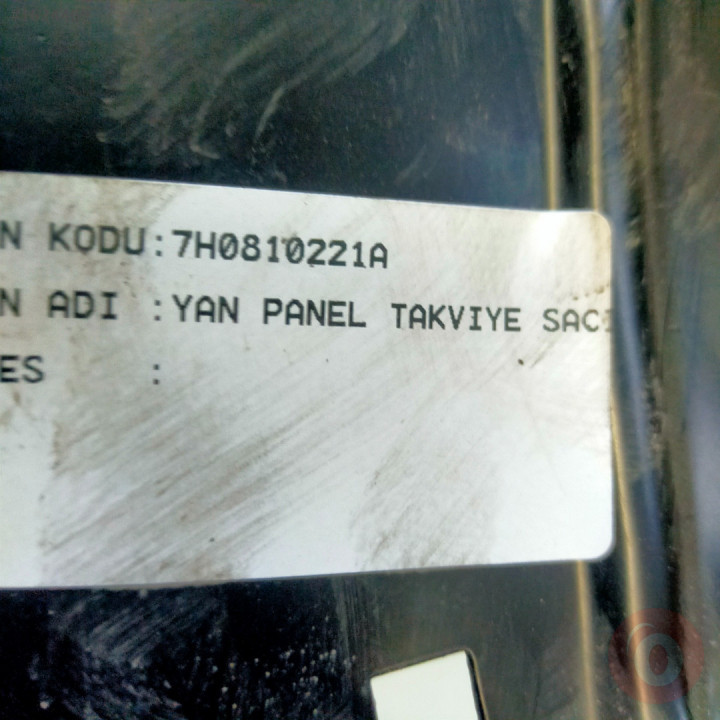 N KODU:7H0810221A
N ADI :YAN PANEL TAKVIYE SAC
ES :